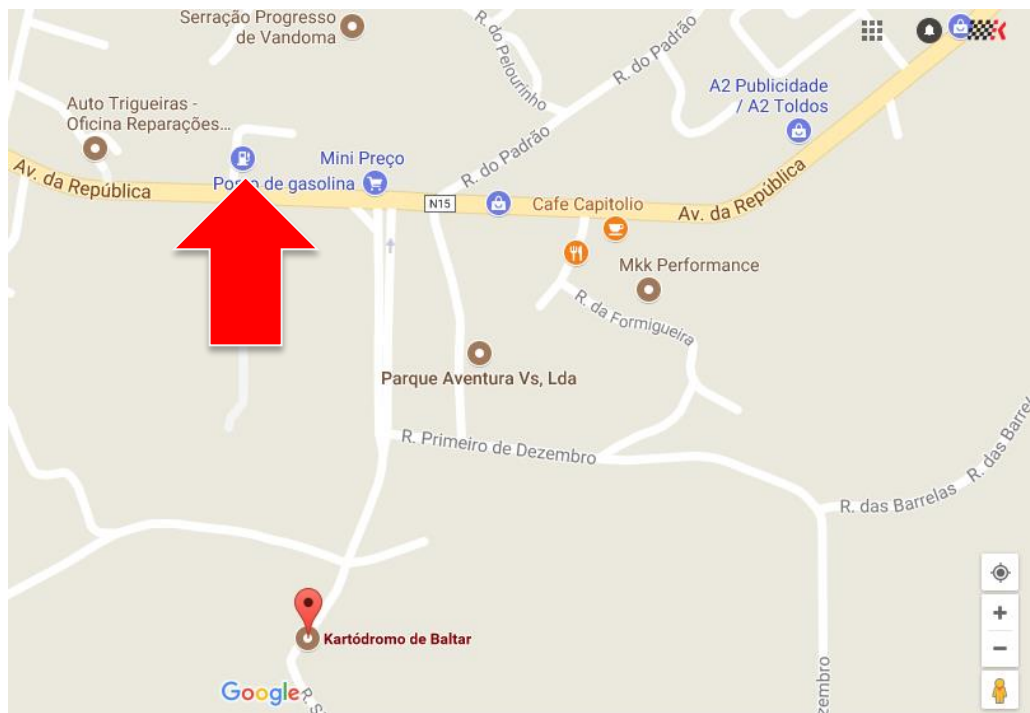 Serração Progresso
de Vandoma
R. do Pelourinho
R. do Padrão
A2 Publicidade
/ A2 Toldos
Auto Trigueiras -
Oficina Reparações...
Mini Preço
R. do Padrão
Av. da República
Posto de gasolina
N15
Cafe Capitolio
Av. da República
Mkk Performance
R. da Formigueira
Parque Aventura Vs, Lda
R. Primeiro de Dezembro
R. das Barrelas
R. das
Kartódromo de Baltar
Google